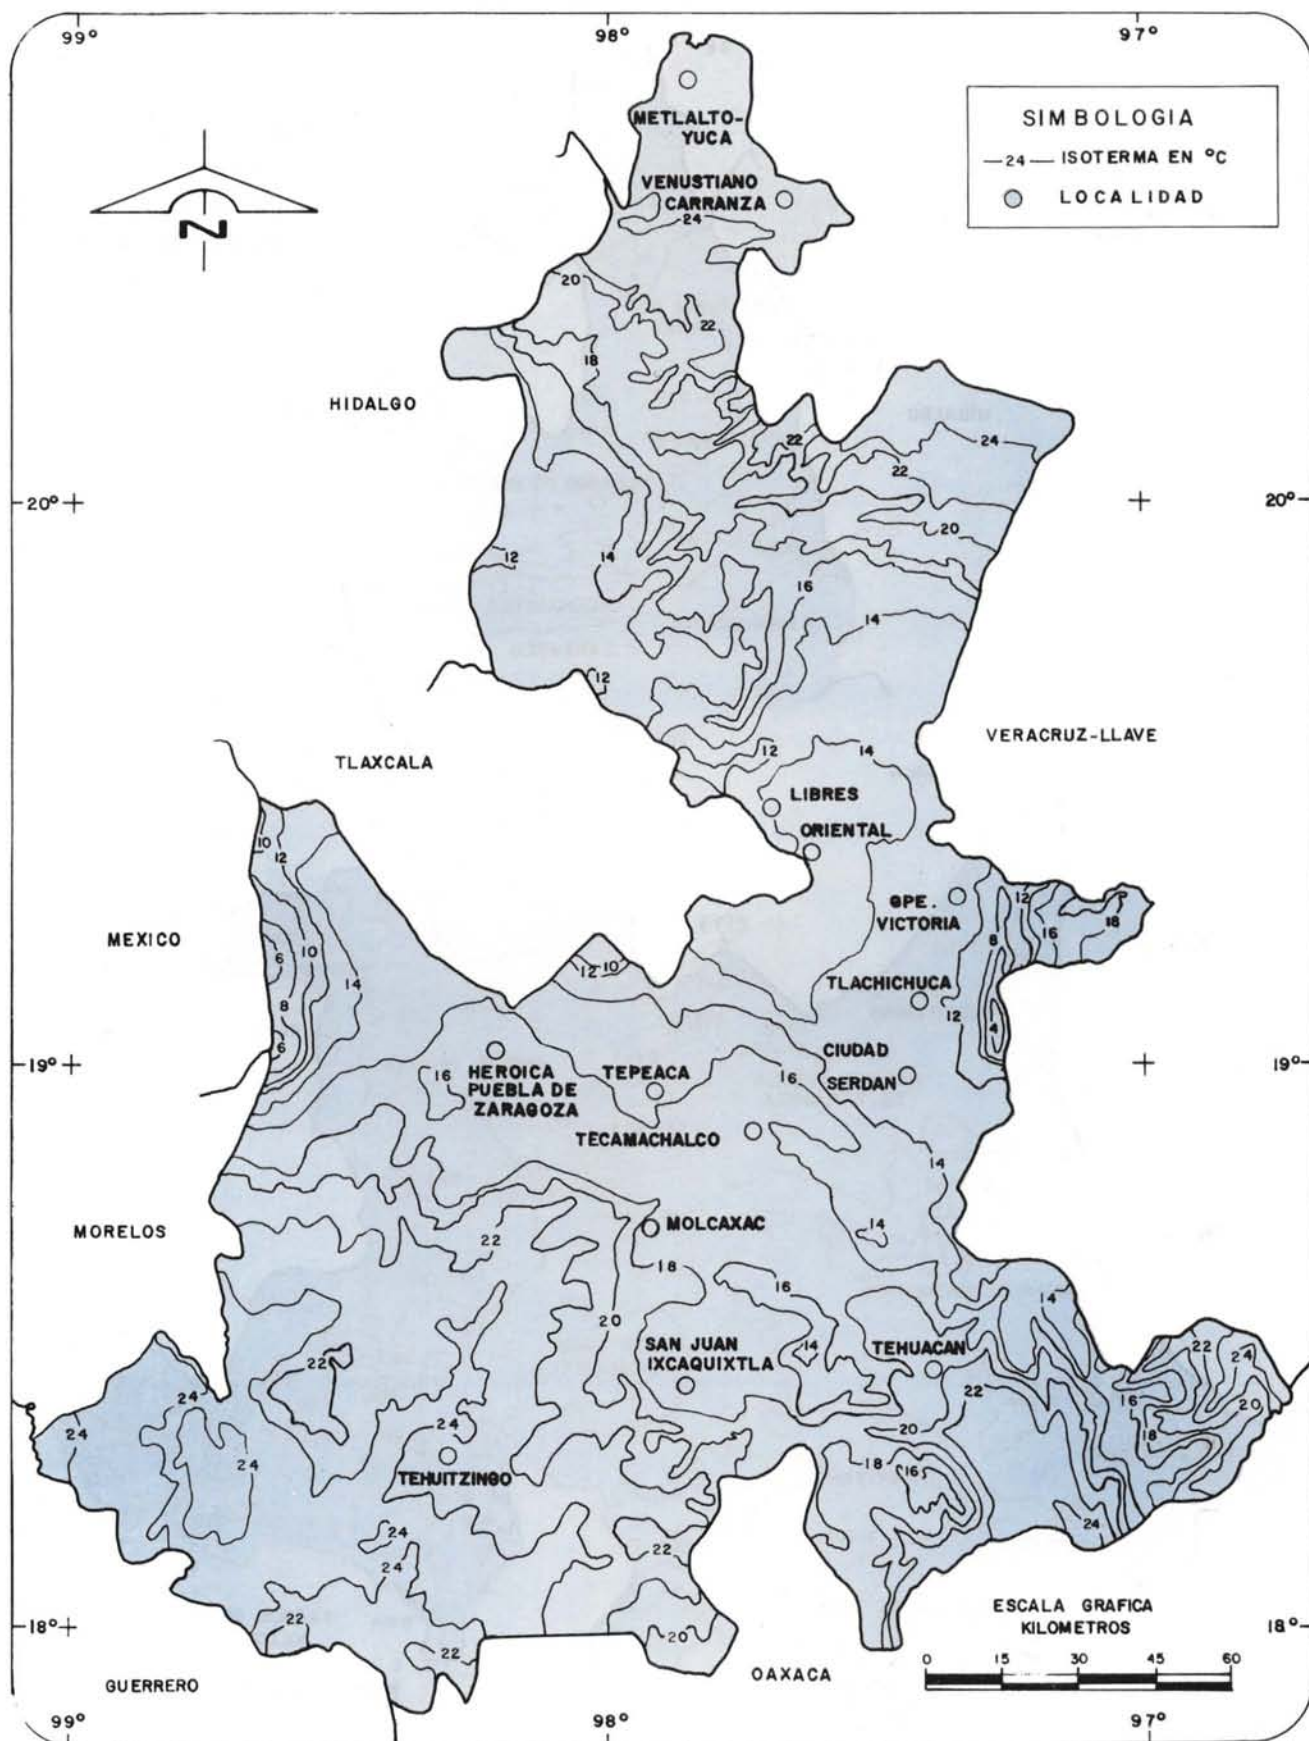 99°
98°
97°
SIMBOLOGIA
—24— ISOTERMA EN °C
LOCALIDAD
N
METLALTO-
YUCA
VENUSTIANO
CARRANZA
24
20
22
18
HIDALGO
22
24
22
20° 20°
20
12
14
16
14
12
VERACRUZ-LLAVE
TLAXCALA
12
14
LIBRES
ORIENTAL
10
12
GPE.
VICTORIA
12
8
16
18
MEXICO
6
10
14
12
10
8
TLACHICHUCA
12
4
6
CIUDAD
SERDAN
19° 19°
16
HEROICA
PUEBLA DE
ZARAGOZA
TEPEACA
16
TECAMACHALCO
14
14
MORELOS
22
MOLCAXAC
18
16
14
20
SAN JUAN
IXCAQUIXTLA
14
TEHUACAN
22
24
22
22
16
20
24
24
24
24
20
18
18
16
TEHUITZINGO
24
24
22
24
22
22
20
ESCALA GRAFICA
KILOMETROS
18° 18°
0 15 30 45 60
OAXACA
GUERRERO
99°
98°
97°